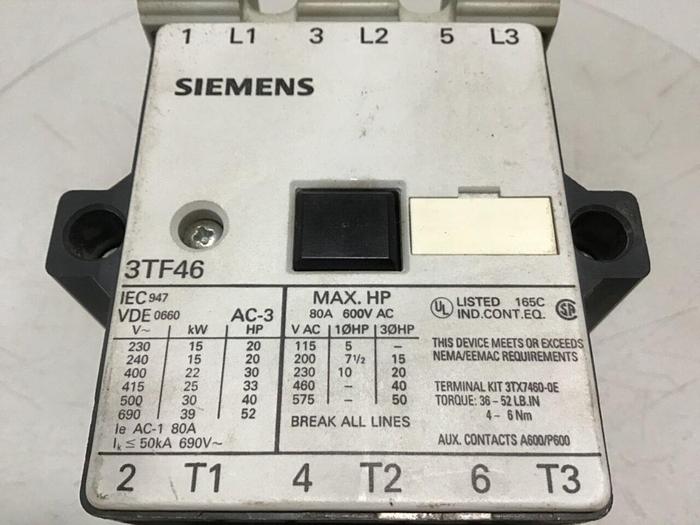 1 L1 3 L2 5 L3
SIEMENS
3TF46
IEC 947
VDE 0660 AC-3
V~ kW HP
230 15 20
240 15 20
400 22 30
415 25 33
500 30 40
690 39 52
Ie AC-1 80A
Ik ≤ 50kA 690V~
MAX. HP
80A 600V AC
V AC 1ØHP 3ØHP
115 5 –
200 7 1/2 15
230 10 20
460 – 40
575 – 50
BREAK ALL LINES
UL LISTED 165C SA
IND.CONT.EQ.
THIS DEVICE MEETS OR EXCEEDS
NEMA/EEMAC REQUIREMENTS
TERMINAL KIT 3TX7460-0E
TORQUE: 36 – 52 LB.IN
4 – 6 Nm
AUX. CONTACTS A600/P600
2 T1 4 T2 6 T3